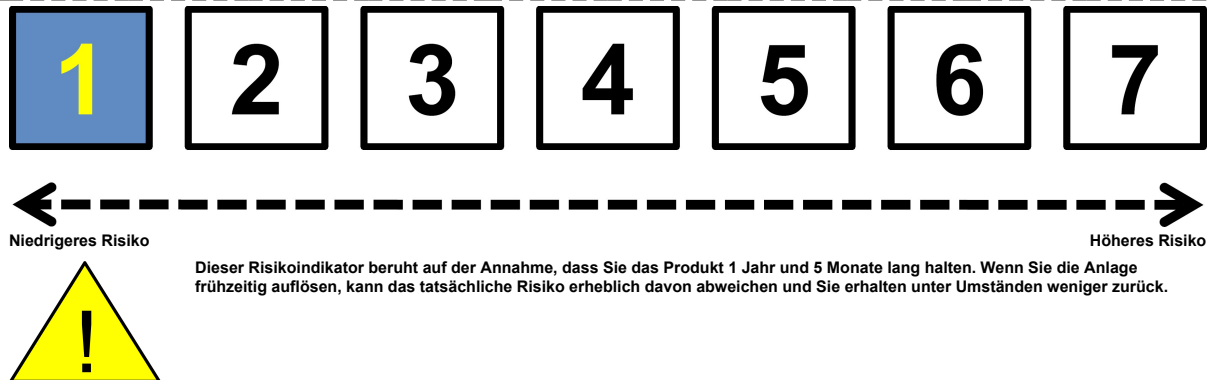 1 2 3 4 5 6 7
Niedrigeres Risiko Höheres Risiko
Dieser Risikoindikator beruht auf der Annahme, dass Sie das Produkt 1 Jahr und 5 Monate lang halten. Wenn Sie die Anlage
frühzeitig auflösen, kann das tatsächliche Risiko erheblich davon abweichen und Sie erhalten unter Umständen weniger zurück.
!